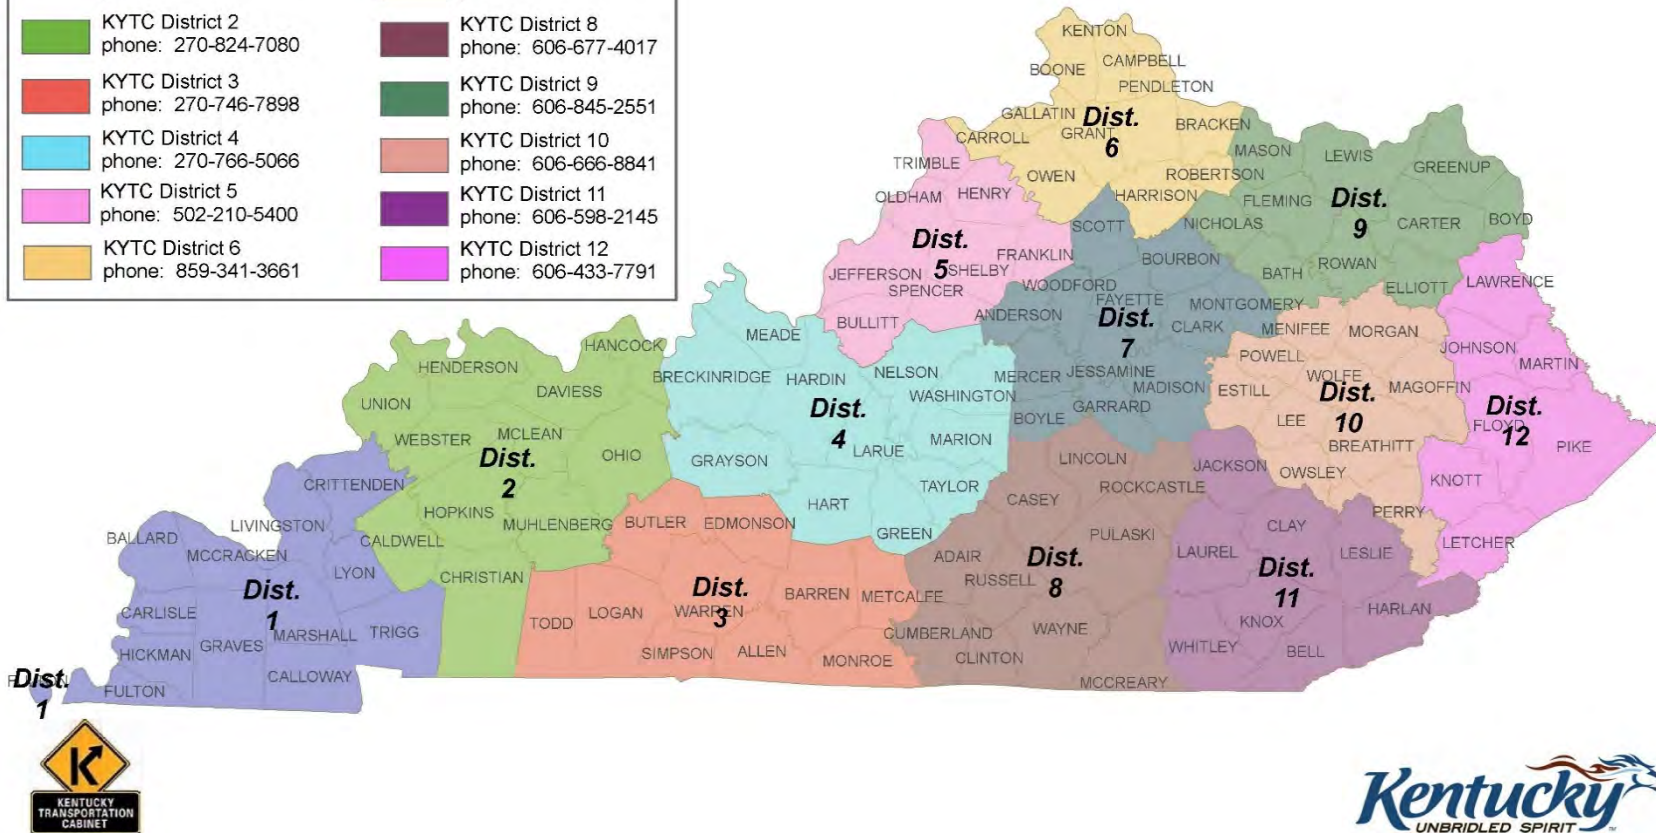 KYTC District 2
phone: 270-824-7080
KYTC District 3
phone: 270-746-7898
KYTC District 4
phone: 270-766-5066
KYTC District 5
phone: 502-210-5400
KYTC District 6
phone: 859-341-3661
KYTC District 8
phone: 606-677-4017
KYTC District 9
phone: 606-845-2551
KYTC District 10
phone: 606-666-8841
KYTC District 11
phone: 606-598-2145
KYTC District 12
phone: 606-433-7791
KENTON
BOONE
CAMPBELL
PENDLETON
GALLATIN
CARROLL
GRANT
BRACKEN
OWEN
ROBERTSON
HARRISON
Dist.
6
MASON
LEWIS
GREENUP
FLEMING
NICHOLAS
CARTER
BOYD
BATH
ROWAN
ELLIOTT
Dist.
9
TRIMBLE
OLDHAM
HENRY
FRANKLIN
JEFFERSON
SHELBY
SPENCER
BULLITT
Dist.
5
SCOTT
BOURBON
WOODFORD
FAYETTE
MONTGOMERY
ANDERSON
CLARK
MERCER
JESSAMINE
MADISON
BOYLE
GARRARD
Dist.
7
LAWRENCE
JOHNSON
MARTIN
FLOYD
PIKE
KNOTT
LETCHER
Dist.
12
MENIFEE
MORGAN
POWELL
WOLFE
ESTILL
MAGOFFIN
LEE
BREATHITT
OWSLEY
PERRY
Dist.
10
MEADE
BRECKINRIDGE
HARDIN
NELSON
WASHINGTON
MARION
LARUE
GRAYSON
TAYLOR
HART
GREEN
Dist.
4
HANCOCK
HENDERSON
DAVIESS
UNION
WEBSTER
MCLEAN
OHIO
HOPKINS
MUHLENBERG
CALDWELL
CHRISTIAN
Dist.
2
CRITTENDEN
LIVINGSTON
BALLARD
MCCRACKEN
LYON
CARLISLE
GRAVES
MARSHALL
TRIGG
HICKMAN
CALLOWAY
FULTON
Dist.
1
Dist.
1
BUTLER
EDMONSON
BARREN
METCALFE
TODD
LOGAN
WARREN
SIMPSON
ALLEN
MONROE
Dist.
3
LINCOLN
ROCKCASTLE
CASEY
PULASKI
ADAIR
RUSSELL
CUMBERLAND
WAYNE
CLINTON
MCCREARY
Dist.
8
JACKSON
CLAY
LAUREL
LESLIE
HARLAN
KNOX
WHITLEY
BELL
Dist.
11
K
KENTUCKY
TRANSPORTATION
CABINET
Kentucky
UNBRIDLED SPIRIT